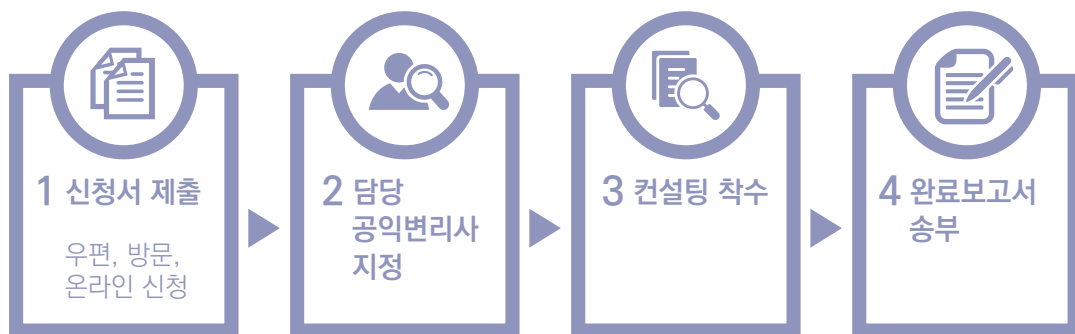 1 신청서 제출
우편, 방문,
온라인 신청
2 담당
공익변리사
지정
3 컨설팅 착수
4 완료보고서
송부